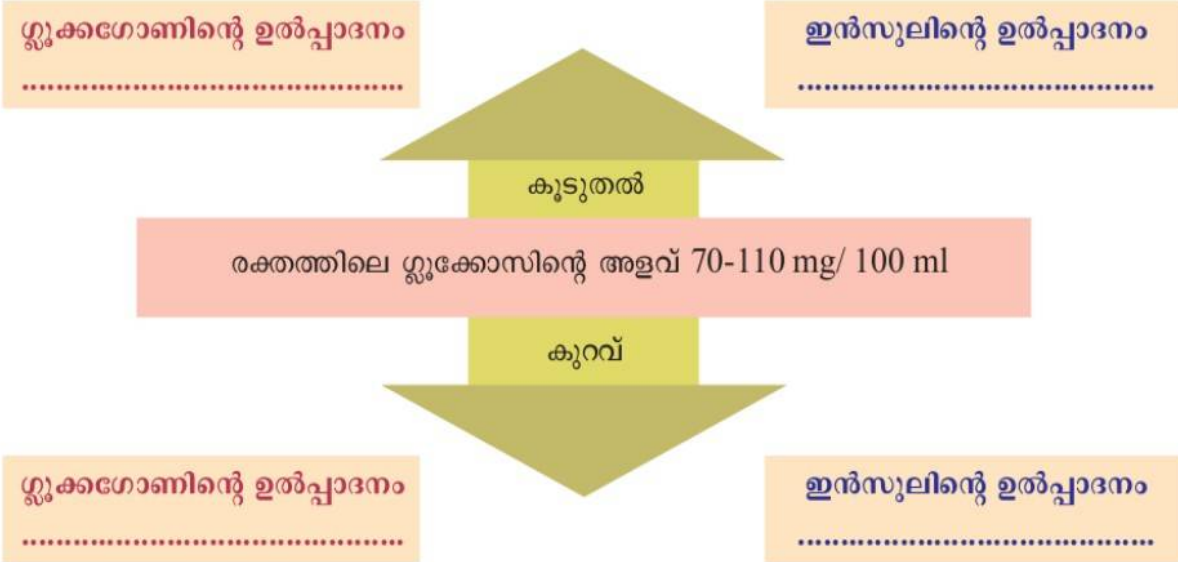 ഗ്ലൂക്കഗോണിന്റെ ഉൽപ്പാദനം
.............................................
ഇൻസുലിന്റെ ഉൽപ്പാദനം
..........................................
കൂടുതൽ
രക്തത്തിലെ ഗ്ലൂക്കോസിന്റെ അളവ് 70-110 mg/ 100 ml
കുറവ്
ഗ്ലൂക്കഗോണിന്റെ ഉൽപ്പാദനം
.............................................
ഇൻസുലിന്റെ ഉൽപ്പാദനം
..........................................